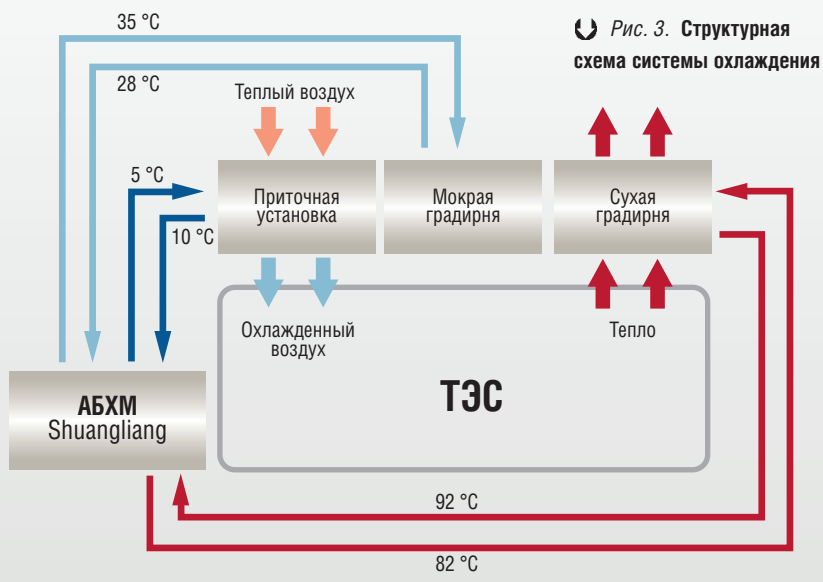 35 °C
Рис. 3. Структурная
схема системы охлаждения
28 °C
Теплый воздух
5 °C
Приточная
установка
Мокрая
градирня
Сухая
градирня
10 °C
Охлажденный
воздух
Тепло
ТЭС
АБХМ
Shuangliang
92 °C
82 °C